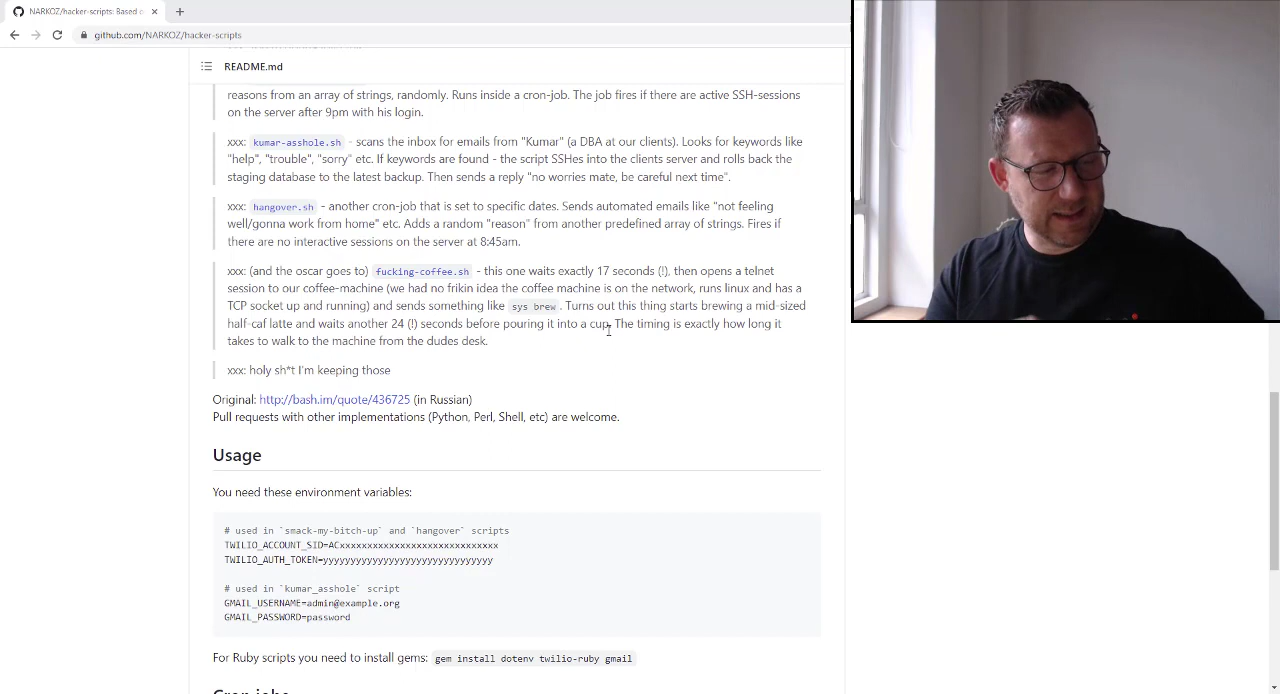 NARKOZ/hacker-scripts: Based o
github.com/NARKOZ/hacker-scripts
README.md
reasons from an array of strings, randomly. Runs inside a cron-job. The job fires if there are active SSH-sessions
on the server after 9pm with his login.
xxx: kumar-asshole.sh - scans the inbox for emails from "Kumar" (a DBA at our clients). Looks for keywords like
"help", "trouble", "sorry" etc. If keywords are found - the script SSHes into the clients server and rolls back the
staging database to the latest backup. Then sends a reply "no worries mate, be careful next time".
xxx: hangover.sh - another cron-job that is set to specific dates. Sends automated emails like "not feeling
well/gonna work from home" etc. Adds a random "reason" from another predefined array of strings. Fires if
there are no interactive sessions on the server at 8:45am.
xxx: (and the oscar goes to) fucking-coffee.sh - this one waits exactly 17 seconds (!), then opens a telnet
session to our coffee-machine (we had no frikin idea the coffee machine is on the network, runs linux and has a
TCP socket up and running) and sends something like sys brew. Turns out this thing starts brewing a mid-sized
half-caf latte and waits another 24 (!) seconds before pouring it into a cup. The timing is exactly how long it
takes to walk to the machine from the dudes desk.
xxx: holy sh*t I'm keeping those
Original: http://bash.im/quote/436725 (in Russian)
Pull requests with other implementations (Python, Perl, Shell, etc) are welcome.
Usage
You need these environment variables:
# used in `smack-my-bitch-up` and `hangover` scripts
TWILIO_ACCOUNT_SID=ACxxxxxxxxxxxxxxxxxxxxxxxxxxxxx
TWILIO_AUTH_TOKEN=yyyyyyyyyyyyyyyyyyyyyyyyyyyyyyy
# used in `kumar_asshole` script
GMAIL_USERNAME=admin@example.org
GMAIL_PASSWORD=password
For Ruby scripts you need to install gems: gem install dotenv twilio-ruby gmail
Cron jobs